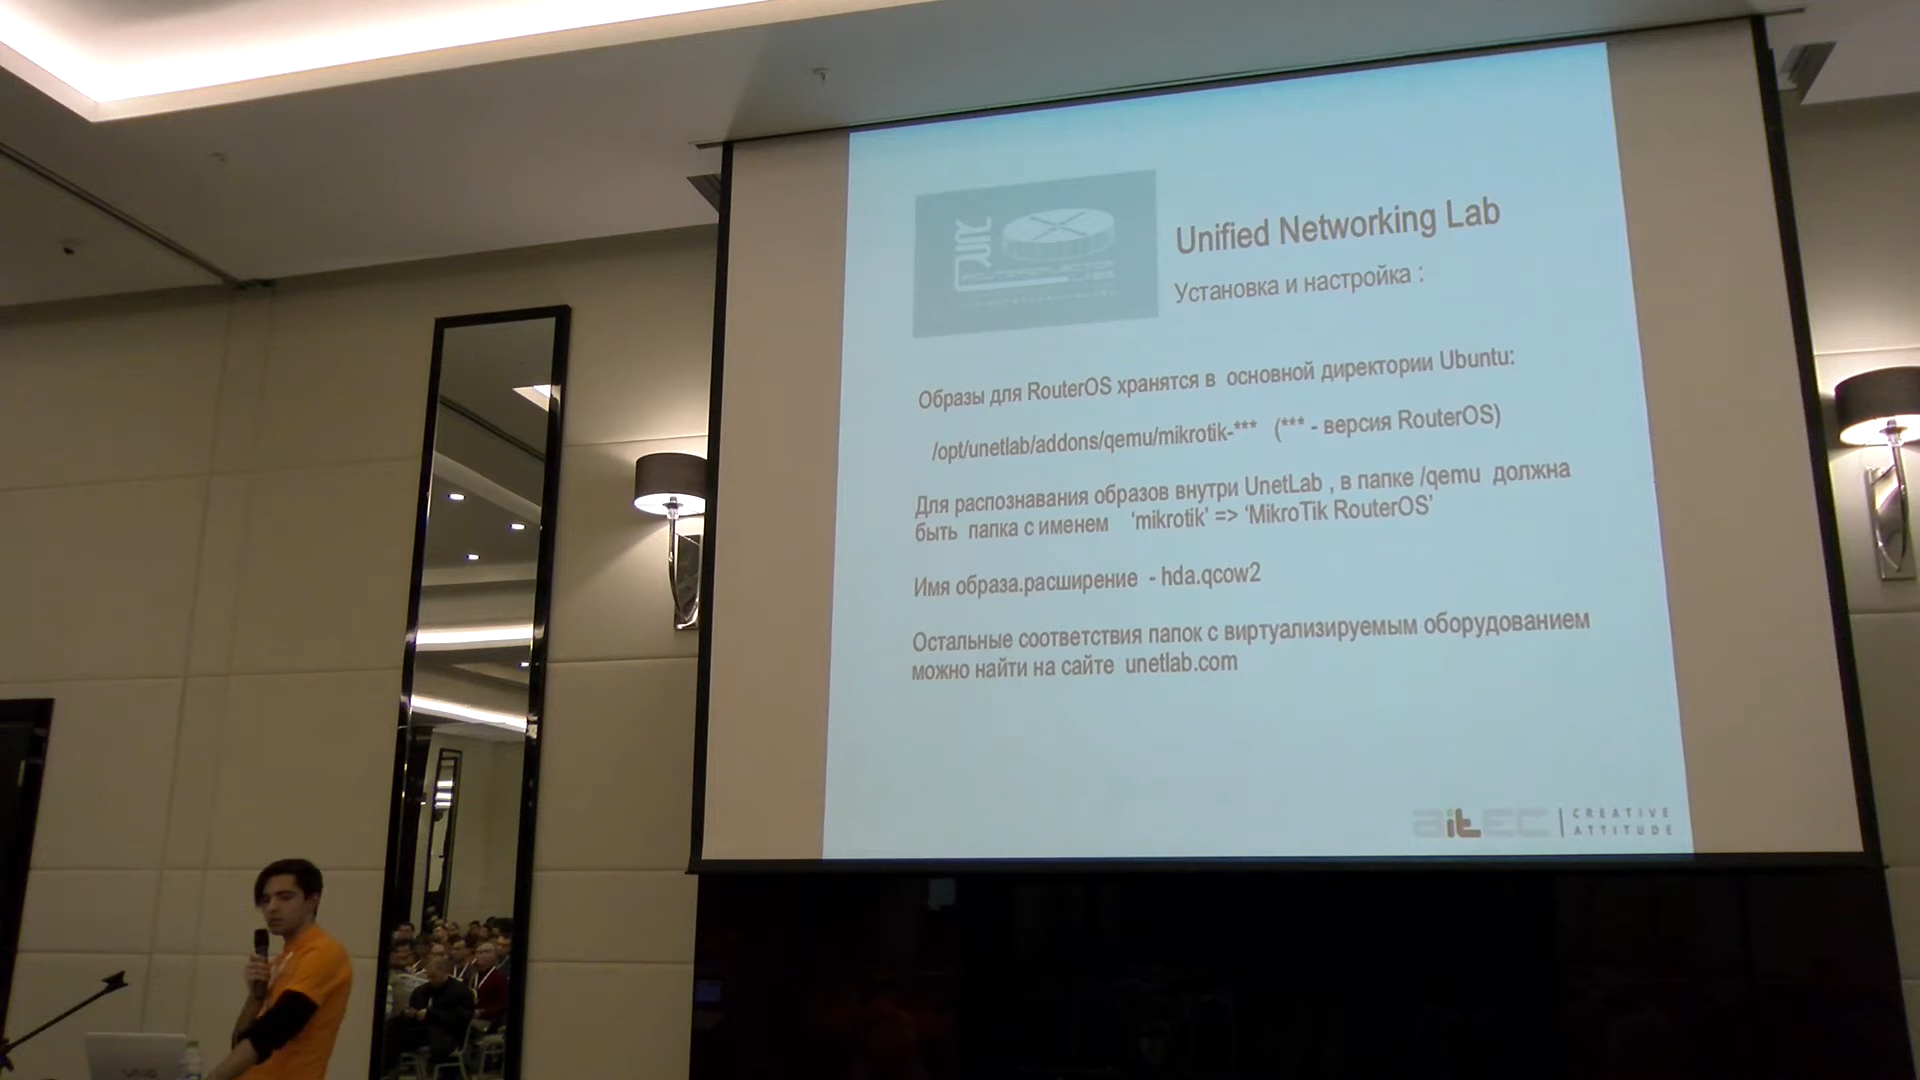 Unified Networking Lab
Установка и настройка :
Образы для RouterOS хранятся в основной директории Ubuntu:
/opt/unetlab/addons/qemu/mikrotik-*** (*** - версия RouterOS)
Для распознавания образов внутри UnetLab , в папке /qemu должна
быть папка с именем ‘mikrotik’ => ‘MikroTik RouterOS’
Имя образа.расширение - hda.qcow2
Остальные соответствия папок с виртуализируемым оборудованием
можно найти на сайте unetlab.com
aitec
CREATIVE
ATTITUDE